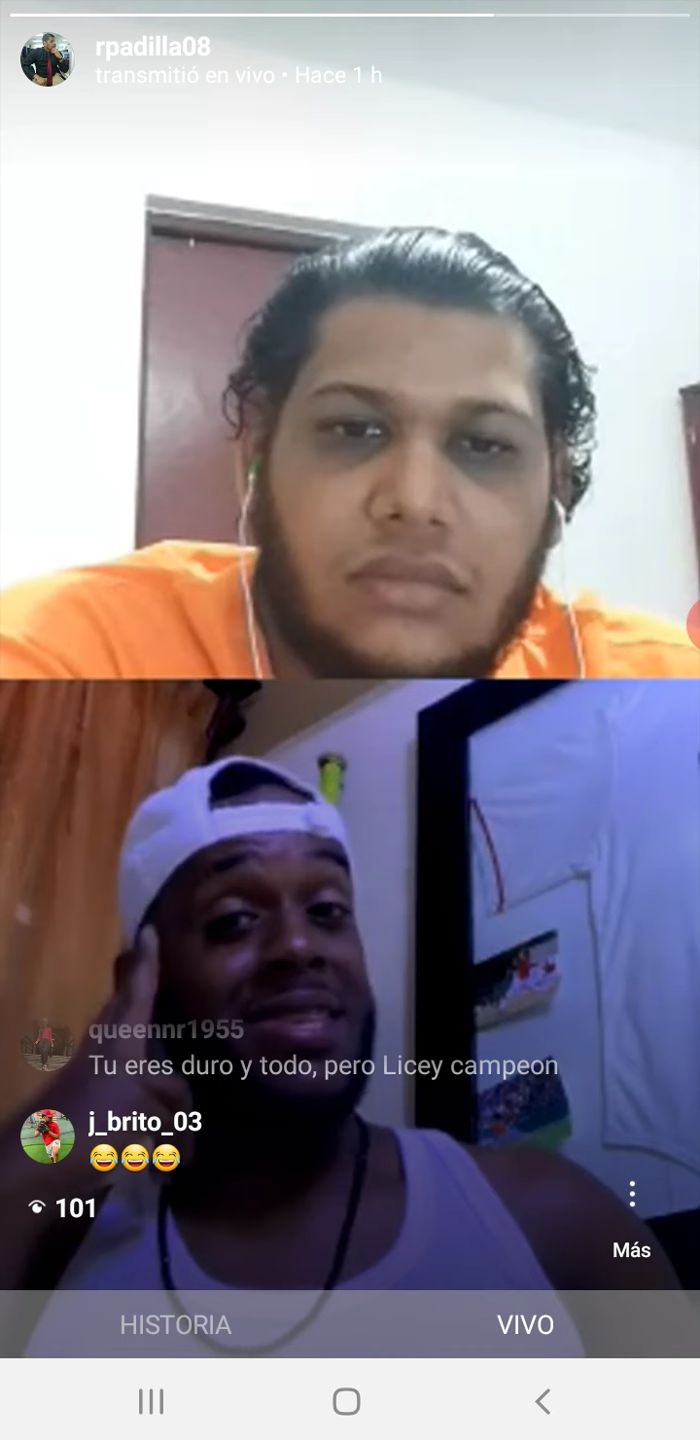 rpadilla08
transmitió en vivo • Hace 1 h
queennr1955
Tu eres duro y todo, pero Licey campeon
j_brito_03
😂😂😂
101
Más
HISTORIA
VIVO